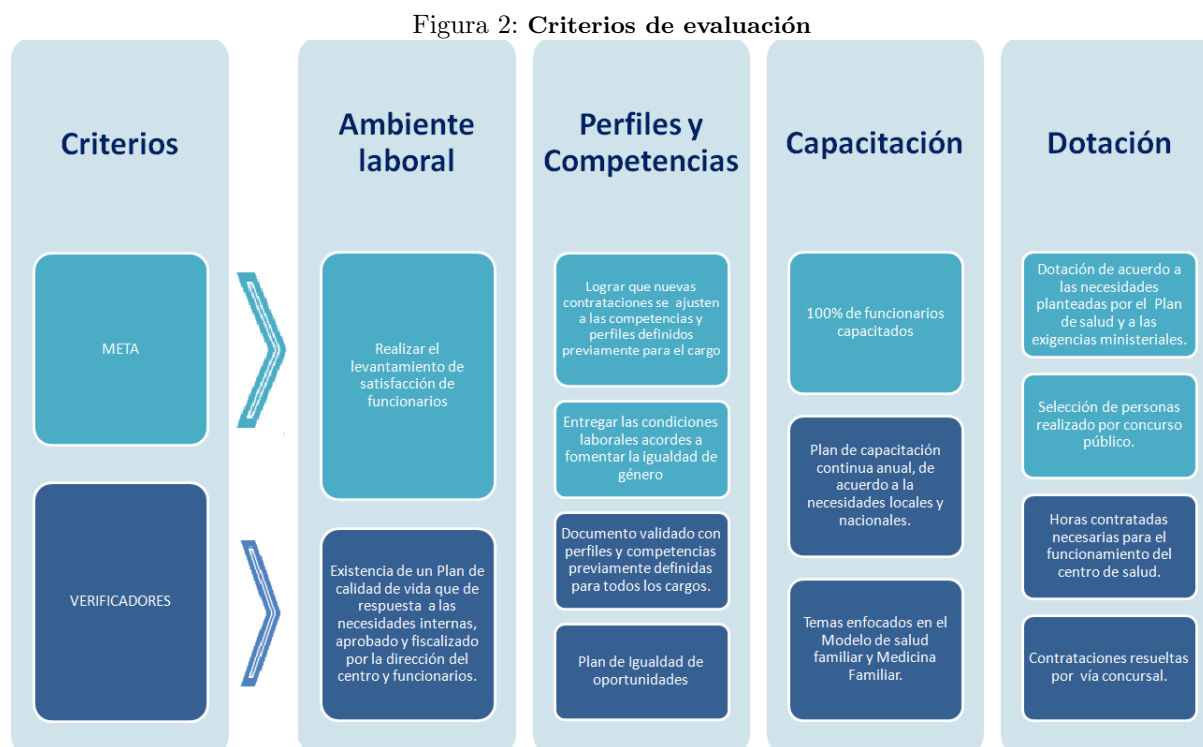 Figura 2: Criterios de evaluación
Criterios
META
VERIFICADORES
Ambiente
laboral
Realizar el
levantamiento de
satisfacción de
funcionarios
Existencia de un Plan de
calidad de vida que de
respuesta a las
necesidades internas,
aprobado y fiscalizado
por la dirección del
centro y funcionarios.
Perfiles y
Competencias
Lograr que nuevas
contrataciones se ajusten
a las competencias y
perfiles definidos
previamente para el cargo
Entregar las condiciones
laborales acordes a
fomentar la igualdad de
género
Documento validado con
perfiles y competencias
previamente definidas
para todos los cargos.
Plan de Igualdad de
oportunidades
Capacitación
100% de funcionarios
capacitados
Plan de capacitación
continua anual, de
acuerdo a la
necesidades locales y
nacionales.
Temas enfocados en el
Modelo de salud
familiar y Medicina
Familiar.
Dotación
Dotación de acuerdo a
las necesidades
planteadas por el Plan
de salud y a las
exigencias ministeriales.
Selección de personas
realizado por concurso
público.
Horas contratadas
necesarias para el
funcionamiento del
centro de salud.
Contrataciones resueltas
por vía concursal.